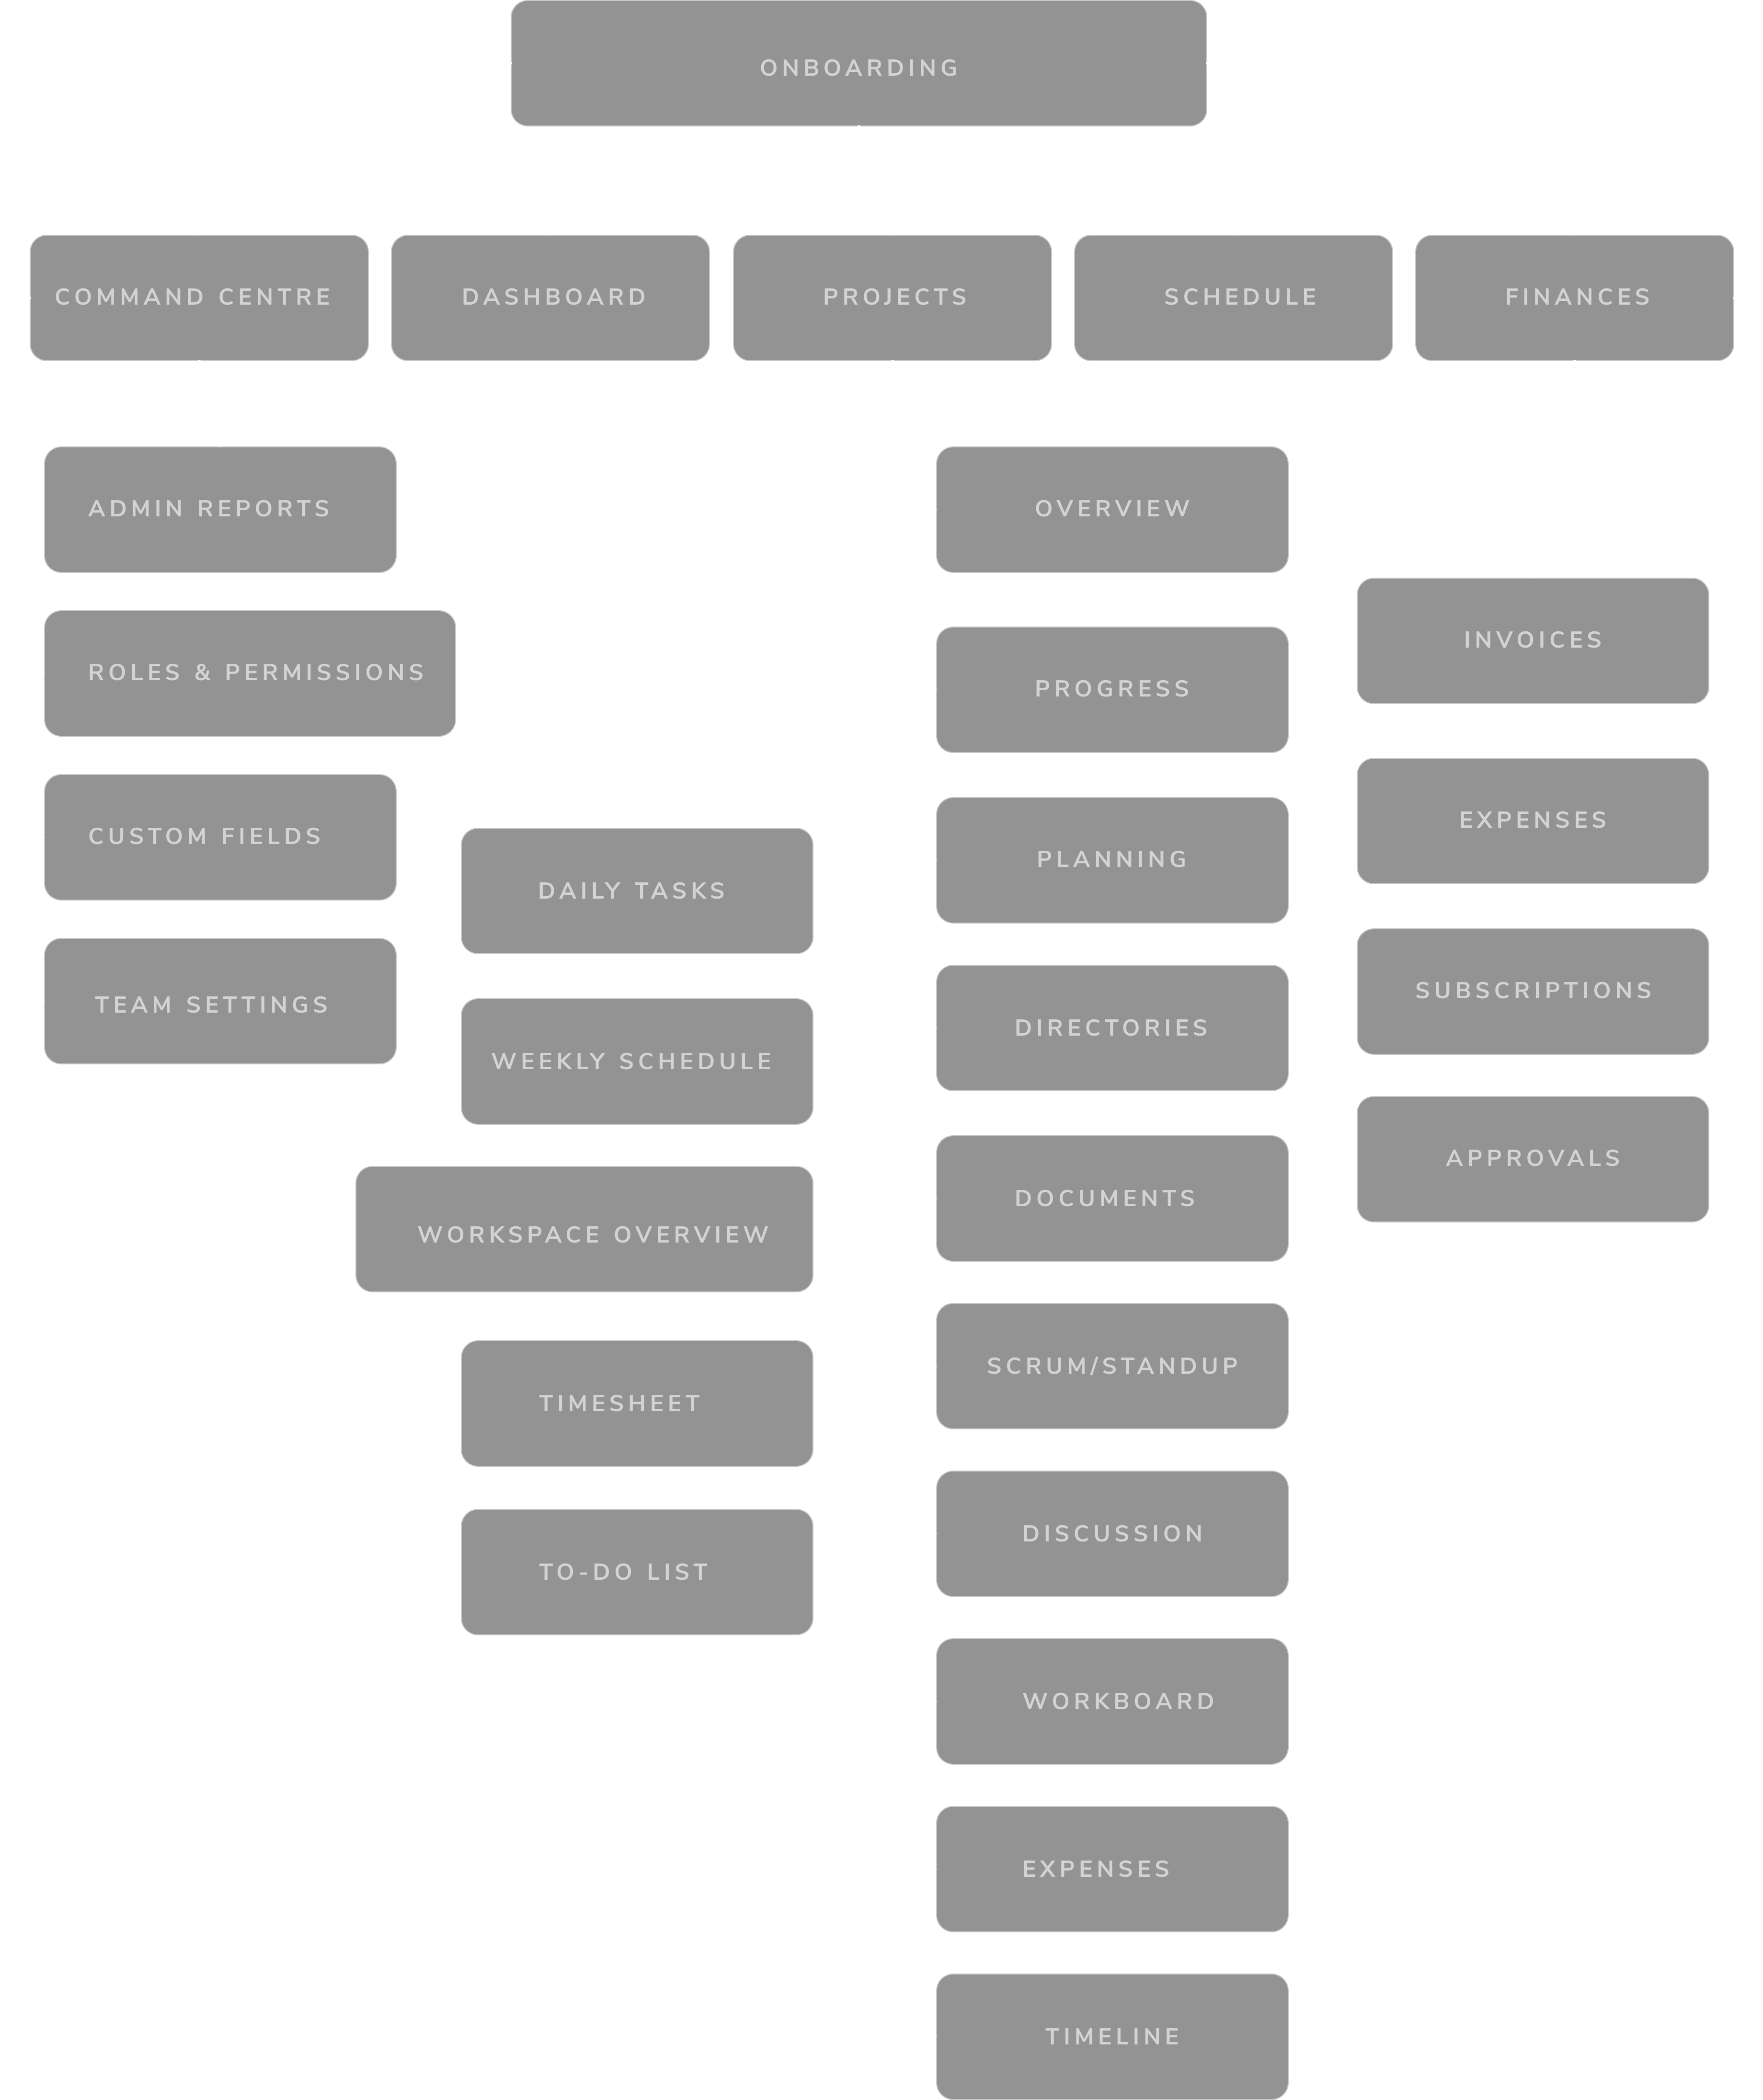 ONBOARDING
COMMAND CENTRE
DASHBOARD
PROJECTS
SCHEDULE
FINANCES
ADMIN REPORTS
ROLES & PERMISSIONS
CUSTOM FIELDS
TEAM SETTINGS
DAILY TASKS
WEEKLY SCHEDULE
WORKSPACE OVERVIEW
TIMESHEET
TO-DO LIST
OVERVIEW
PROGRESS
PLANNING
DIRECTORIES
DOCUMENTS
SCRUM/STANDUP
DISCUSSION
WORKBOARD
EXPENSES
TIMELINE
INVOICES
EXPENSES
SUBSCRIPTIONS
APPROVALS